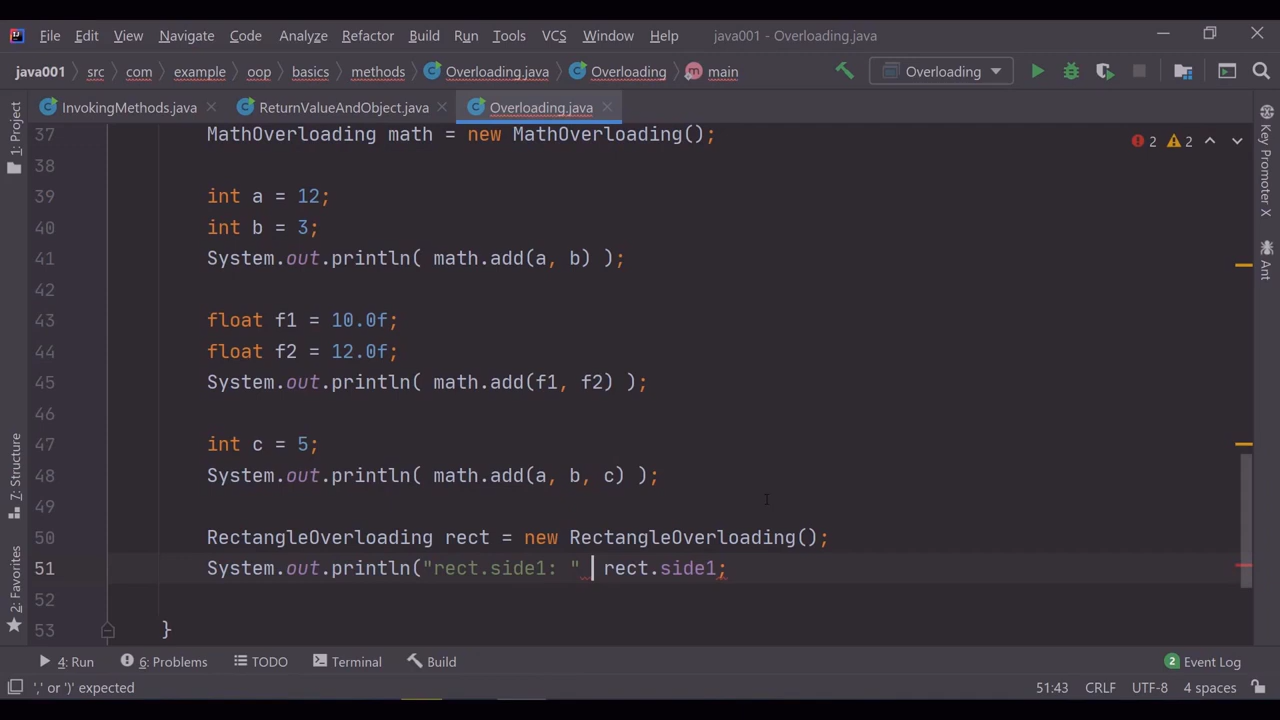 File Edit View Navigate Code Analyze Refactor Build Run Tools VCS Window Help java001 - Overloading.java
java001 src com example oop basics methods Overloading.java Overloading main Overloading
InvokingMethods.java ReturnValueAndObject.java Overloading.java
1: Project
7: Structure
2: Favorites
37 MathOverloading math = new MathOverloading();
38
39 int a = 12;
40 int b = 3;
41 System.out.println( math.add(a, b) );
42
43 float f1 = 10.0f;
44 float f2 = 12.0f;
45 System.out.println( math.add(f1, f2) );
46
47 int c = 5;
48 System.out.println( math.add(a, b, c) );
49
50 RectangleOverloading rect = new RectangleOverloading();
51 System.out.println("rect.side1: " rect.side1;
52
53 }
2 2
Key Promoter X
Ant
4: Run 6: Problems TODO Terminal Build 2 Event Log
',' or ')' expected 51:43 CRLF UTF-8 4 spaces